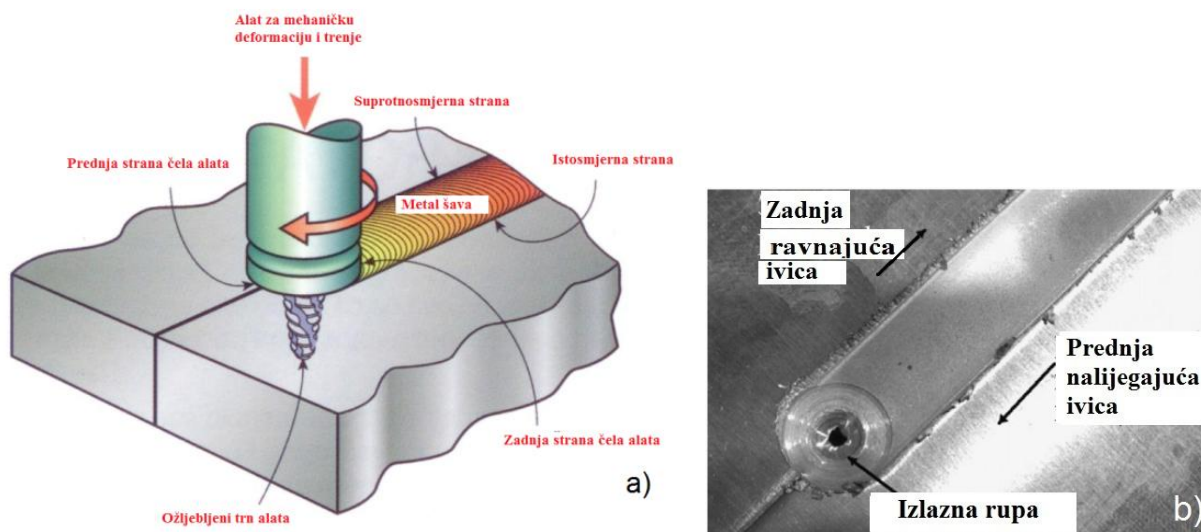 Alat za mehaničku
deformaciju i trenje
Suprotnosmjerna strana
Prednja strana čela alata
Istosmjerna strana
Metal šava
Zadnja strana čela alata
Ožljebljeni trn alata
a)
Zadnja
ravnajuća
ivica
Prednja
nalijegajuća
ivica
Izlazna rupa
b)